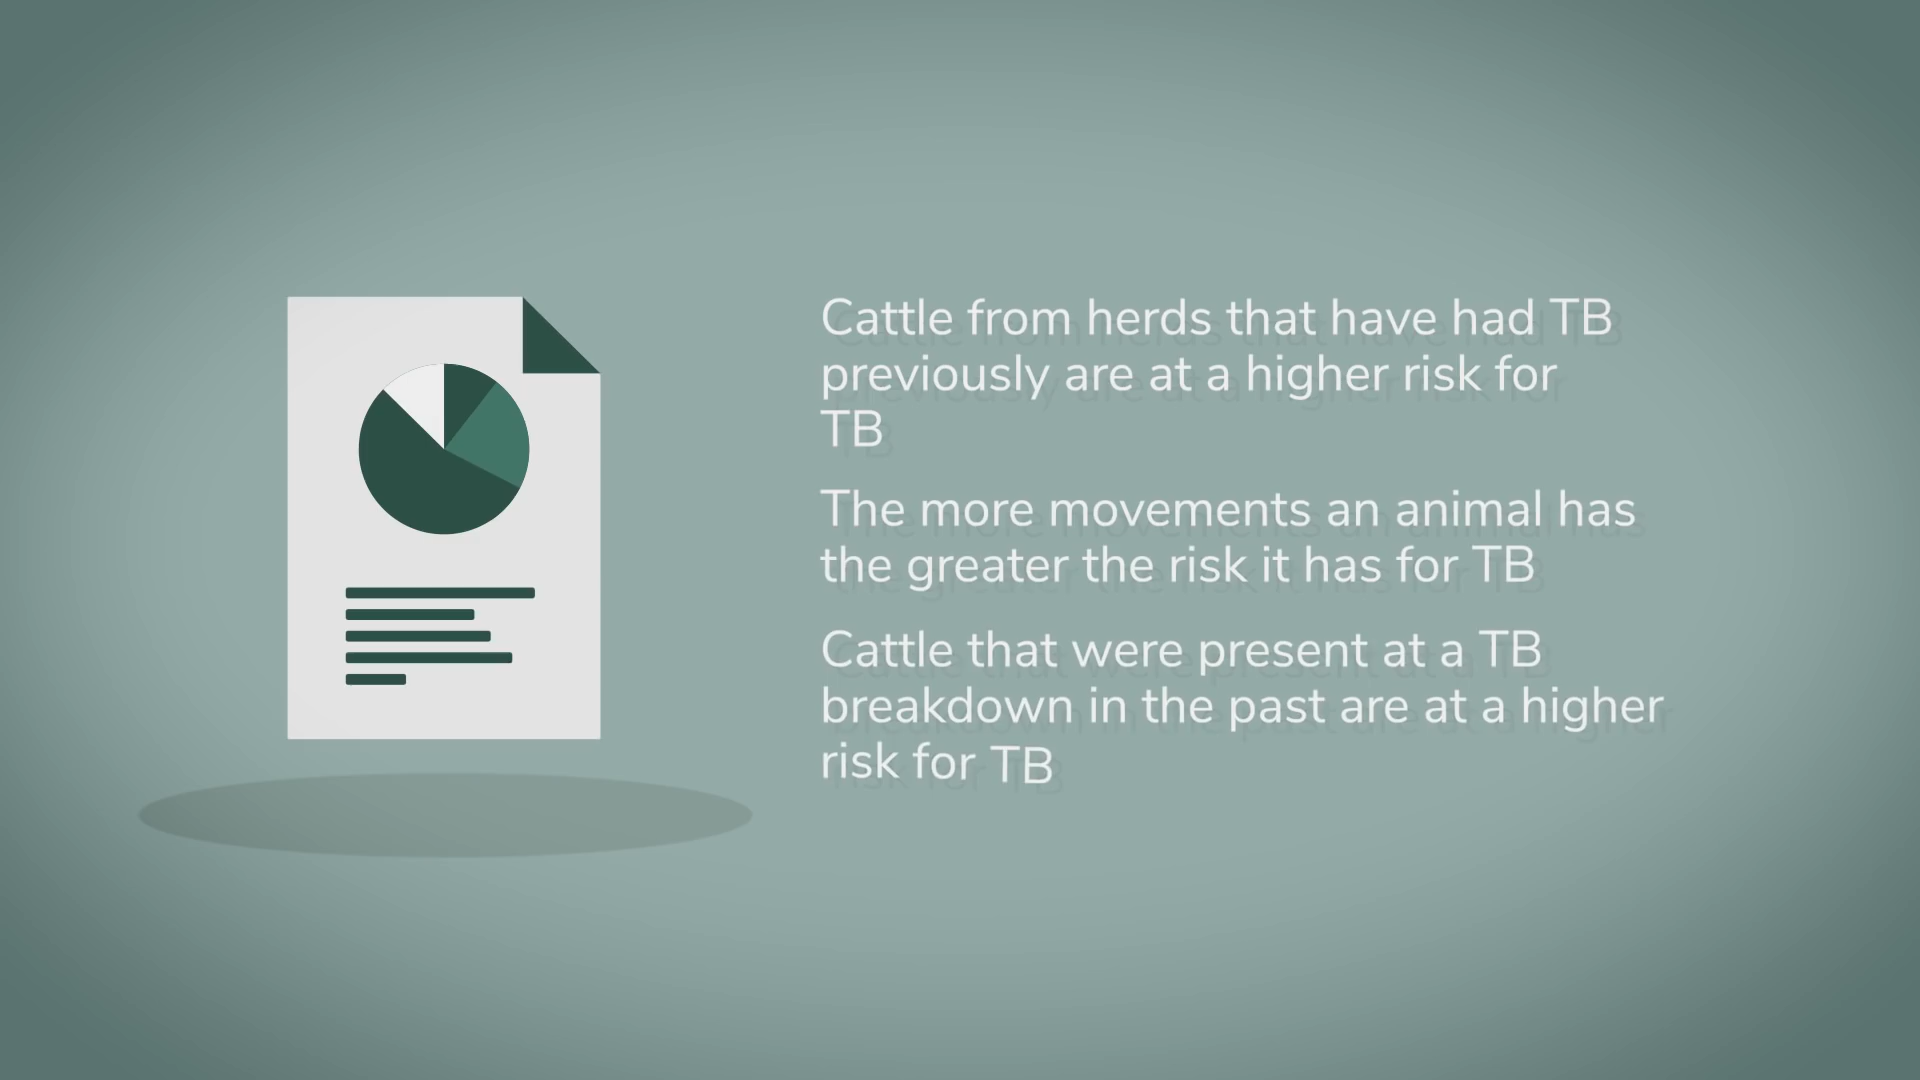 Cattle from herds that have had TB
previously are at a higher risk for
TB
The more movements an animal has
the greater the risk it has for TB
Cattle that were present at a TB
breakdown in the past are at a higher
risk for TB